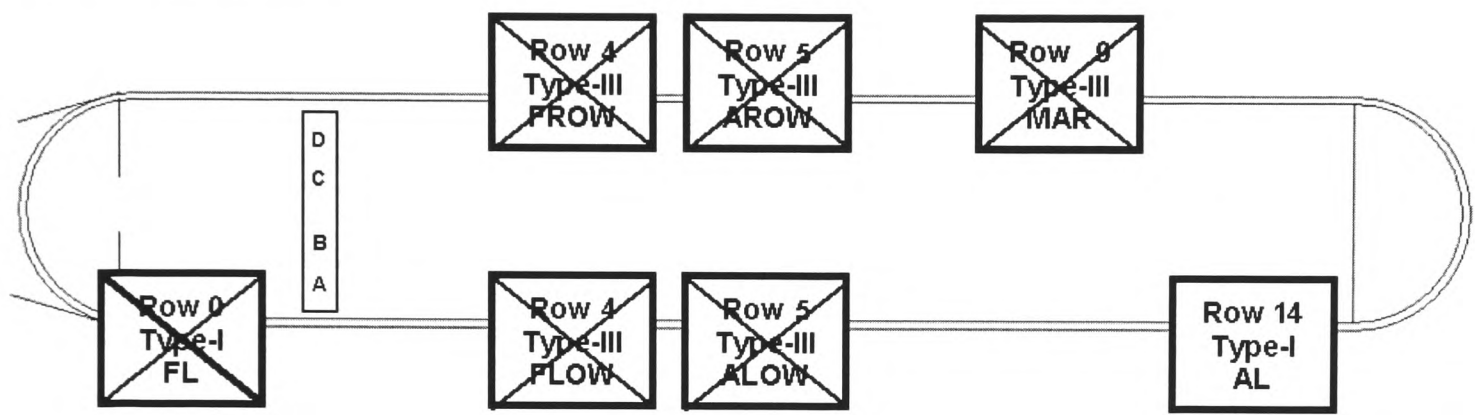 Row 4
Type-III
FROW
Row 5
Type-III
AROW
Row 9
Type-III
MAR
D
C
B
A
Row 0
Type-I
FL
Row 4
Type-III
FLOW
Row 5
Type-III
ALOW
Row 14
Type-I
AL